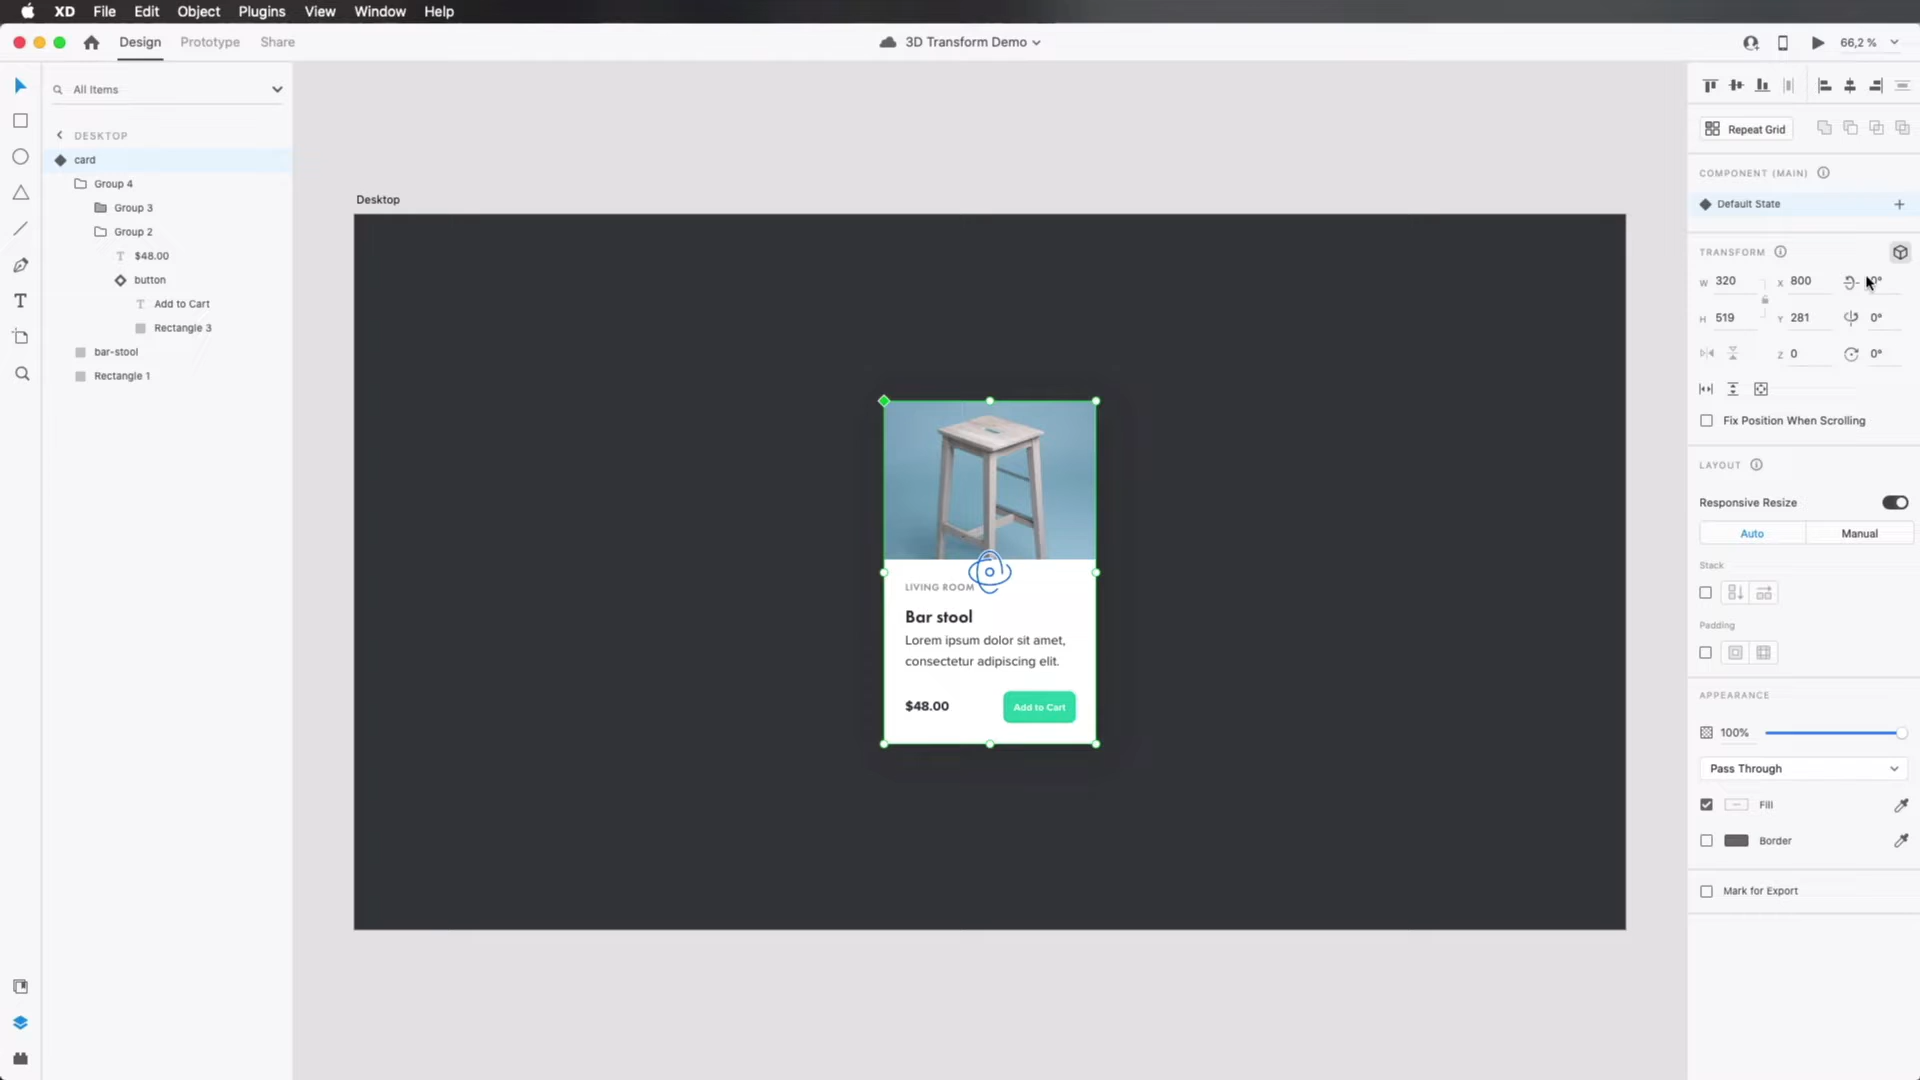 XD File Edit Object Plugins View Window Help
Design Prototype Share
3D Transform Demo
66,2 %
All Items
DESKTOP
card
Group 4
Group 3
Group 2
T $48.00
button
T Add to Cart
Rectangle 3
bar-stool
Rectangle 1
Desktop
LIVING ROOM
Bar stool
Lorem ipsum dolor sit amet,
consectetur adipiscing elit.
$48.00
Add to Cart
Repeat Grid
COMPONENT (MAIN)
Default State
TRANSFORM
W 320 X 800 0°
H 519 Y 281 0°
Z 0 0°
Fix Position When Scrolling
LAYOUT
Responsive Resize
Auto Manual
Stack
Padding
APPEARANCE
100%
Pass Through
Fill
Border
Mark for Export